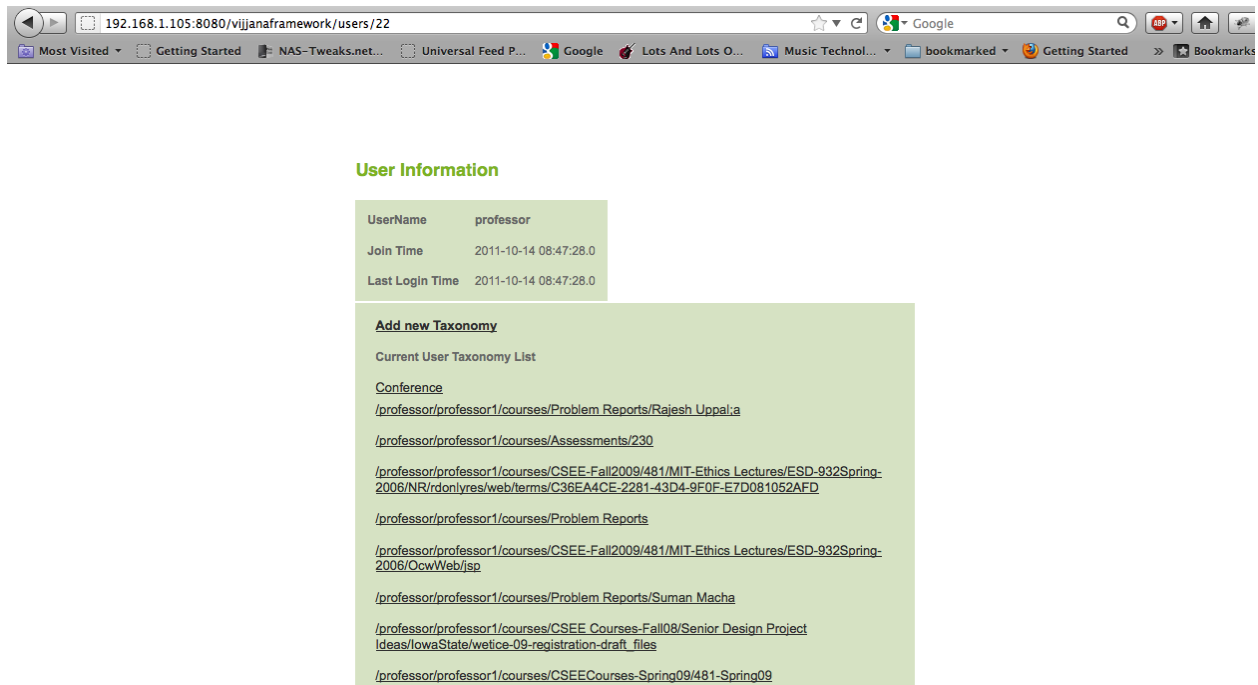 192.168.1.105:8080/vijjanaframework/users/22
Google
ABP
Most Visited
Getting Started
NAS-Tweaks.net...
Universal Feed P...
Google
Lots And Lots O...
Music Technol...
bookmarked
Getting Started
»
Bookmarks
User Information
UserName professor
Join Time 2011-10-14 08:47:28.0
Last Login Time 2011-10-14 08:47:28.0
Add new Taxonomy
Current User Taxonomy List
Conference
/professor/professor1/courses/Problem Reports/Rajesh Uppal;a
/professor/professor1/courses/Assessments/230
/professor/professor1/courses/CSEE-Fall2009/481/MIT-Ethics Lectures/ESD-932Spring-
2006/NR/rdonlyres/web/terms/C36EA4CE-2281-43D4-9F0F-E7D081052AFD
/professor/professor1/courses/Problem Reports
/professor/professor1/courses/CSEE-Fall2009/481/MIT-Ethics Lectures/ESD-932Spring-
2006/OcwWeb/jsp
/professor/professor1/courses/Problem Reports/Suman Macha
/professor/professor1/courses/CSEE Courses-Fall08/Senior Design Project
Ideas/IowaState/wetice-09-registration-draft_files
/professor/professor1/courses/CSEECourses-Spring09/481-Spring09